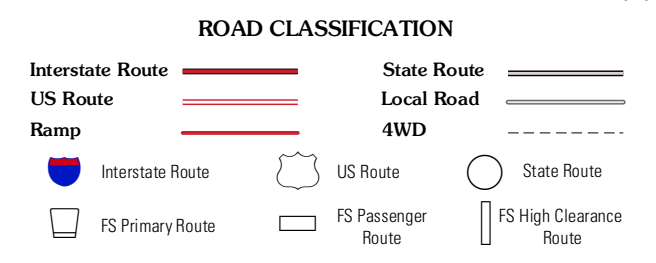 ROAD CLASSIFICATION
Interstate Route
State Route
US Route
Local Road
Ramp
4WD
Interstate Route
US Route
State Route
FS Primary Route
FS Passenger
Route
FS High Clearance
Route